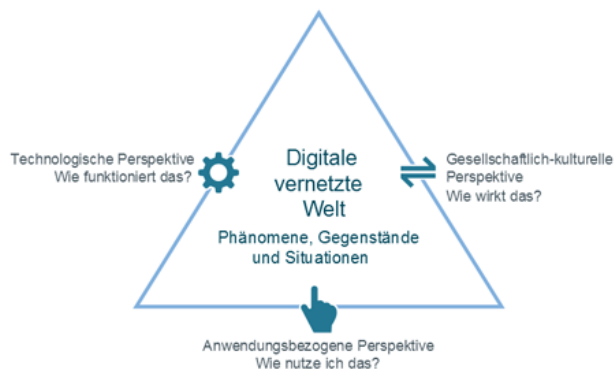 Technologische Perspektive
Wie funktioniert das?
Digitale
vernetzte
Welt
Phänomene, Gegenstände
und Situationen
Gesellschaftlich-kulturelle
Perspektive
Wie wirkt das?
Anwendungsbezogene Perspektive
Wie nutze ich das?